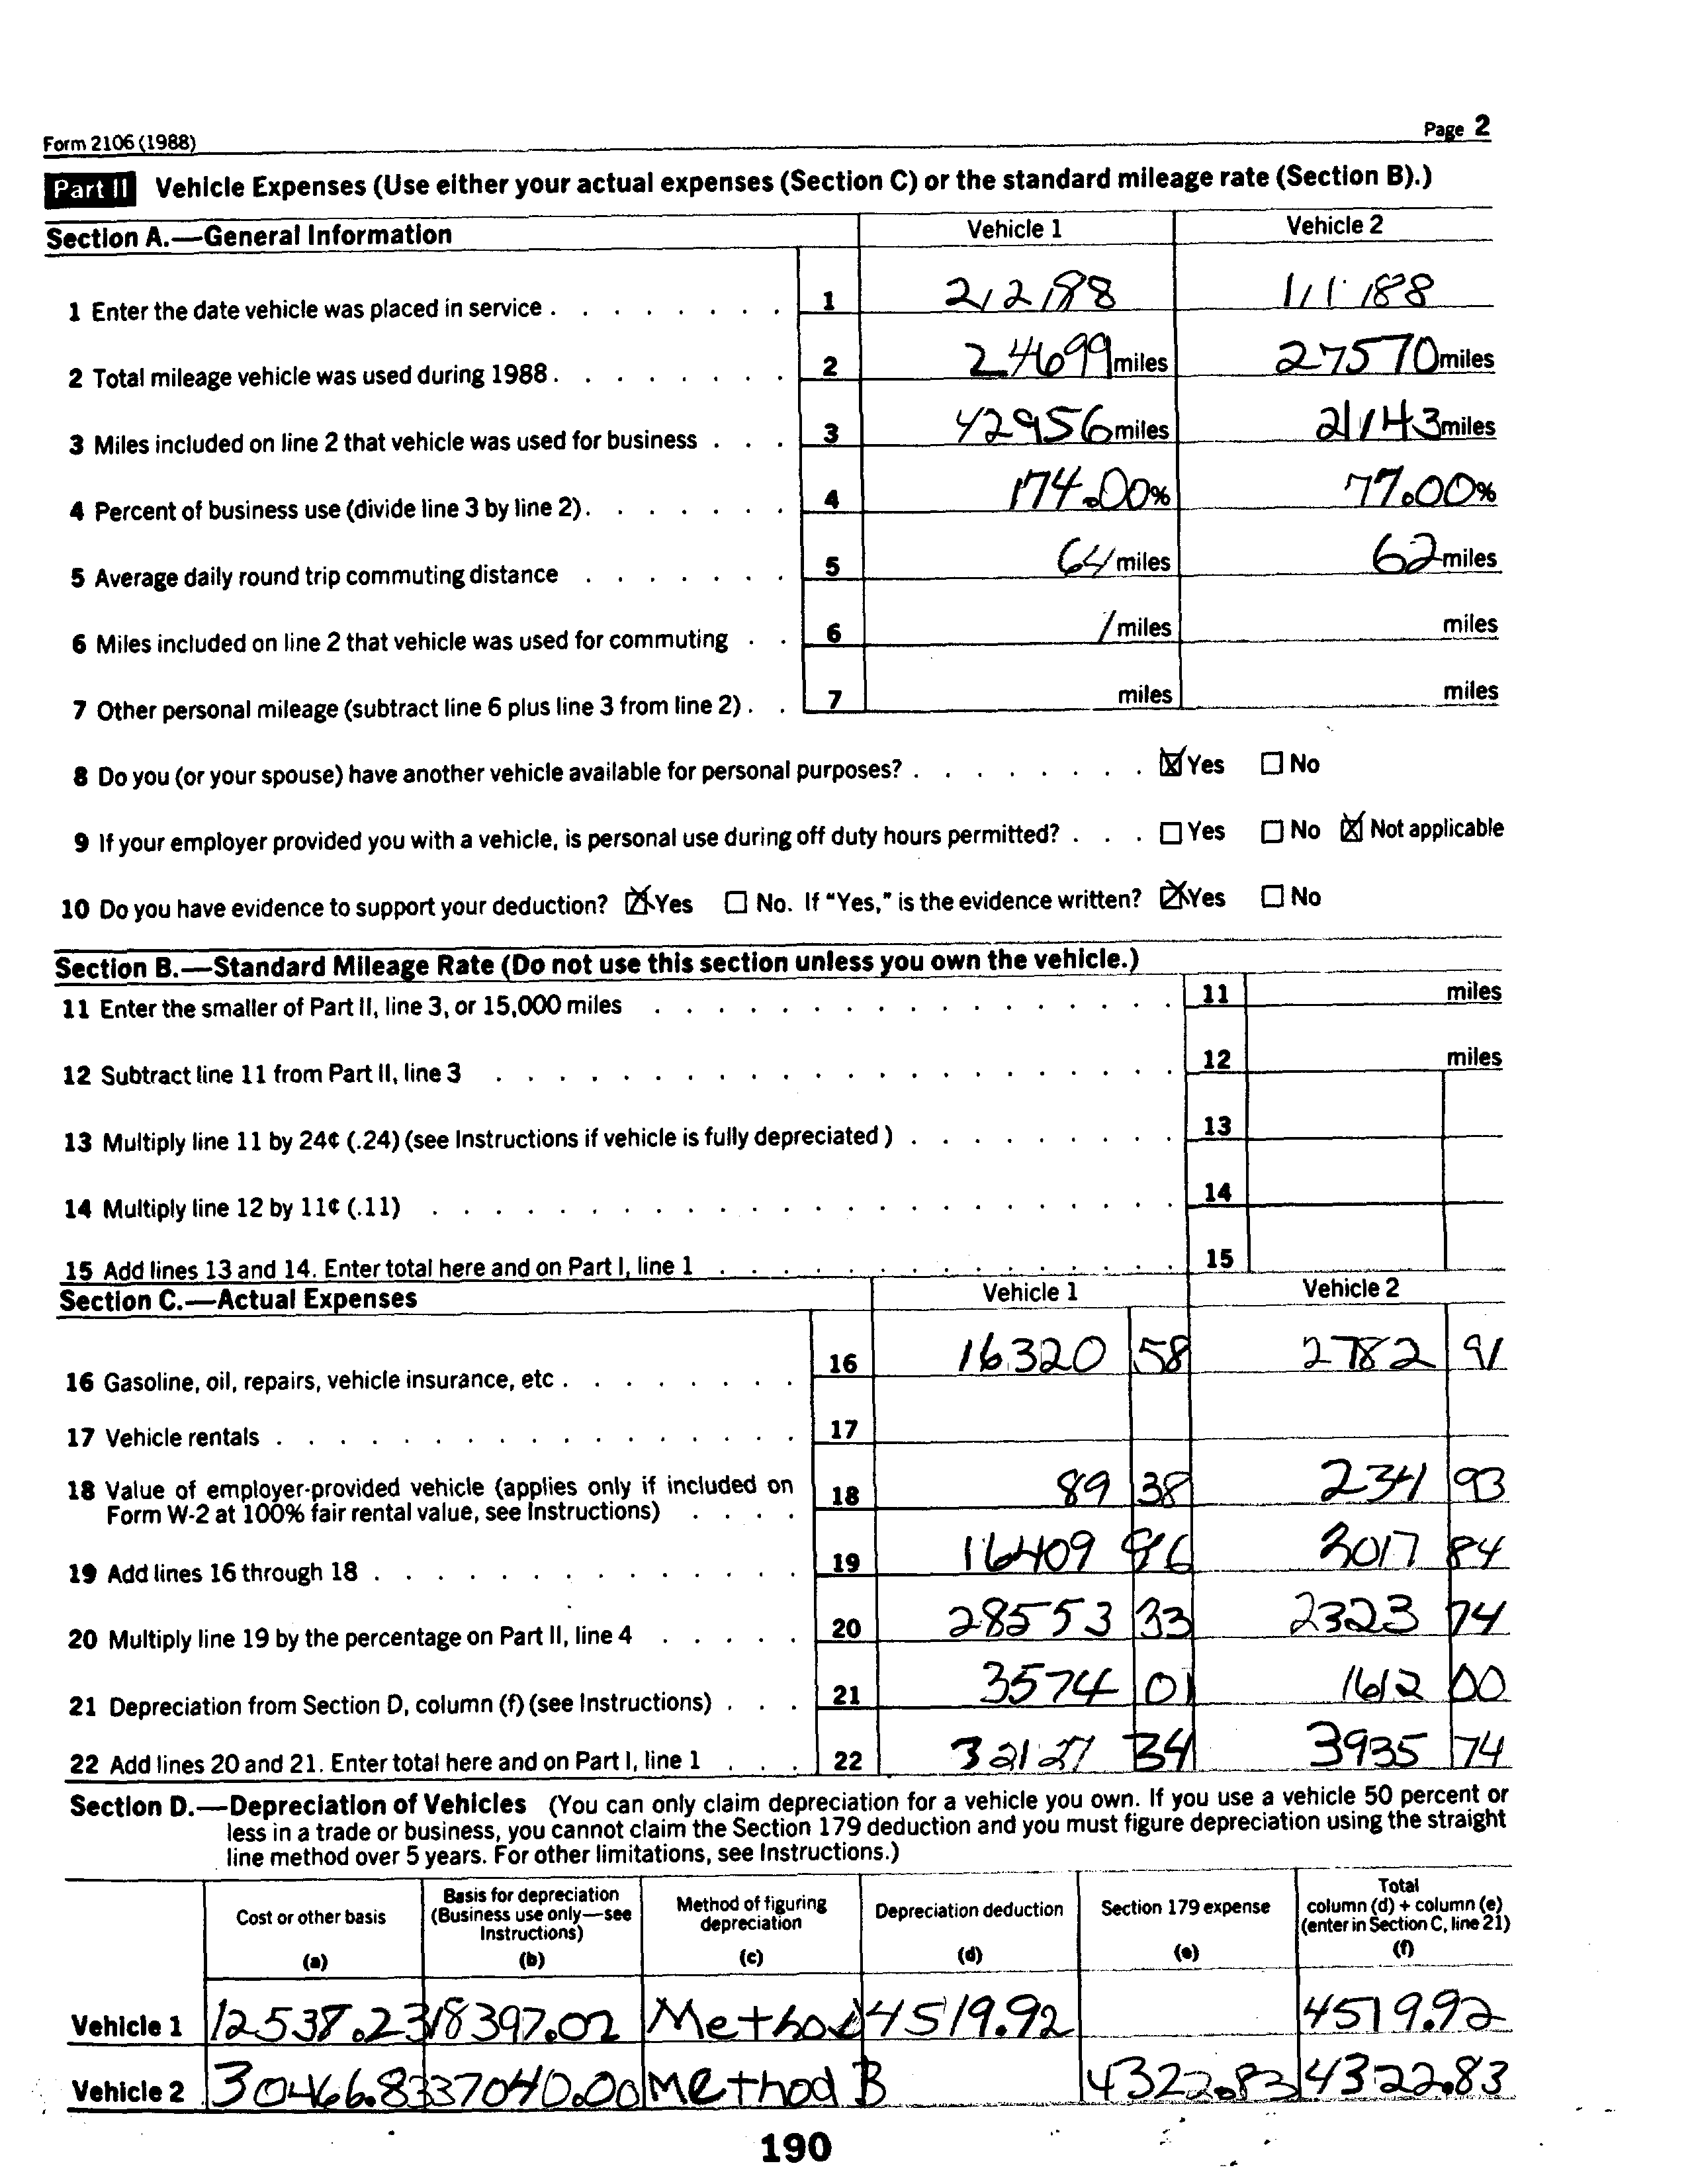 Form 2106 (1988) Page 2
Part II Vehicle Expenses (Use either your actual expenses (Section C) or the standard mileage rate (Section B).)
Section A.—General Information Vehicle 1 Vehicle 2
1 Enter the date vehicle was placed in service . . . . . . . . 1 2/2/88 1/1/88
2 Total mileage vehicle was used during 1988 . . . . . . . . 2 24699 miles 27570 miles
3 Miles included on line 2 that vehicle was used for business . . . 3 42956 miles 21143 miles
4 Percent of business use (divide line 3 by line 2) . . . . . . . 4 174.00% 77.00%
5 Average daily round trip commuting distance . . . . . . . 5 64 miles 62 miles
6 Miles included on line 2 that vehicle was used for commuting . . 6 / miles miles
7 Other personal mileage (subtract line 6 plus line 3 from line 2) . . 7 miles miles
8 Do you (or your spouse) have another vehicle available for personal purposes? . . . . . . . . ☒ Yes ☐ No
9 If your employer provided you with a vehicle, is personal use during off duty hours permitted? . . . ☐ Yes ☐ No ☒ Not applicable
10 Do you have evidence to support your deduction? ☒ Yes ☐ No. If "Yes," is the evidence written? ☒ Yes ☐ No
Section B.—Standard Mileage Rate (Do not use this section unless you own the vehicle.)
11 Enter the smaller of Part II, line 3, or 15,000 miles . . . . . . . . . . . . . . . . . 11 miles
12 Subtract line 11 from Part II, line 3 . . . . . . . . . . . . . . . . . . . . . . 12 miles
13 Multiply line 11 by 24¢ (.24) (see Instructions if vehicle is fully depreciated ) . . . . . . . . . 13
14 Multiply line 12 by 11¢ (.11) . . . . . . . . . . . . . . . . . . . . . . . . 14
15 Add lines 13 and 14. Enter total here and on Part I, line 1 . . . . . . . . . . . . . . . 15
Section C.—Actual Expenses Vehicle 1 Vehicle 2
16 Gasoline, oil, repairs, vehicle insurance, etc . . . . . . . . 16 16320 58 2782 91
17 Vehicle rentals . . . . . . . . . . . . . . . . . 17
18 Value of employer-provided vehicle (applies only if included on
Form W-2 at 100% fair rental value, see Instructions) . . . . 18 89 38 234 93
19 Add lines 16 through 18 . . . . . . . . . . . . . . 19 16409 96 3017 84
20 Multiply line 19 by the percentage on Part II, line 4 . . . . . 20 28553 33 2323 74
21 Depreciation from Section D, column (f) (see Instructions) . . . 21 3574 01 1612 00
22 Add lines 20 and 21. Enter total here and on Part I, line 1 . . . 22 32127 34 3935 74
Section D.—Depreciation of Vehicles (You can only claim depreciation for a vehicle you own. If you use a vehicle 50 percent or
less in a trade or business, you cannot claim the Section 179 deduction and you must figure depreciation using the straight
line method over 5 years. For other limitations, see Instructions.)
Cost or other basis (a)
Basis for depreciation (Business use only—see Instructions) (b)
Method of figuring depreciation (c)
Depreciation deduction (d)
Section 179 expense (e)
Total column (d) + column (e) (enter in Section C, line 21) (f)
Vehicle 1 12537.23 18397.02 Method 4519.92 4519.92
Vehicle 2 30466.83 37040.00 Method B 4322.83 4322.83
190